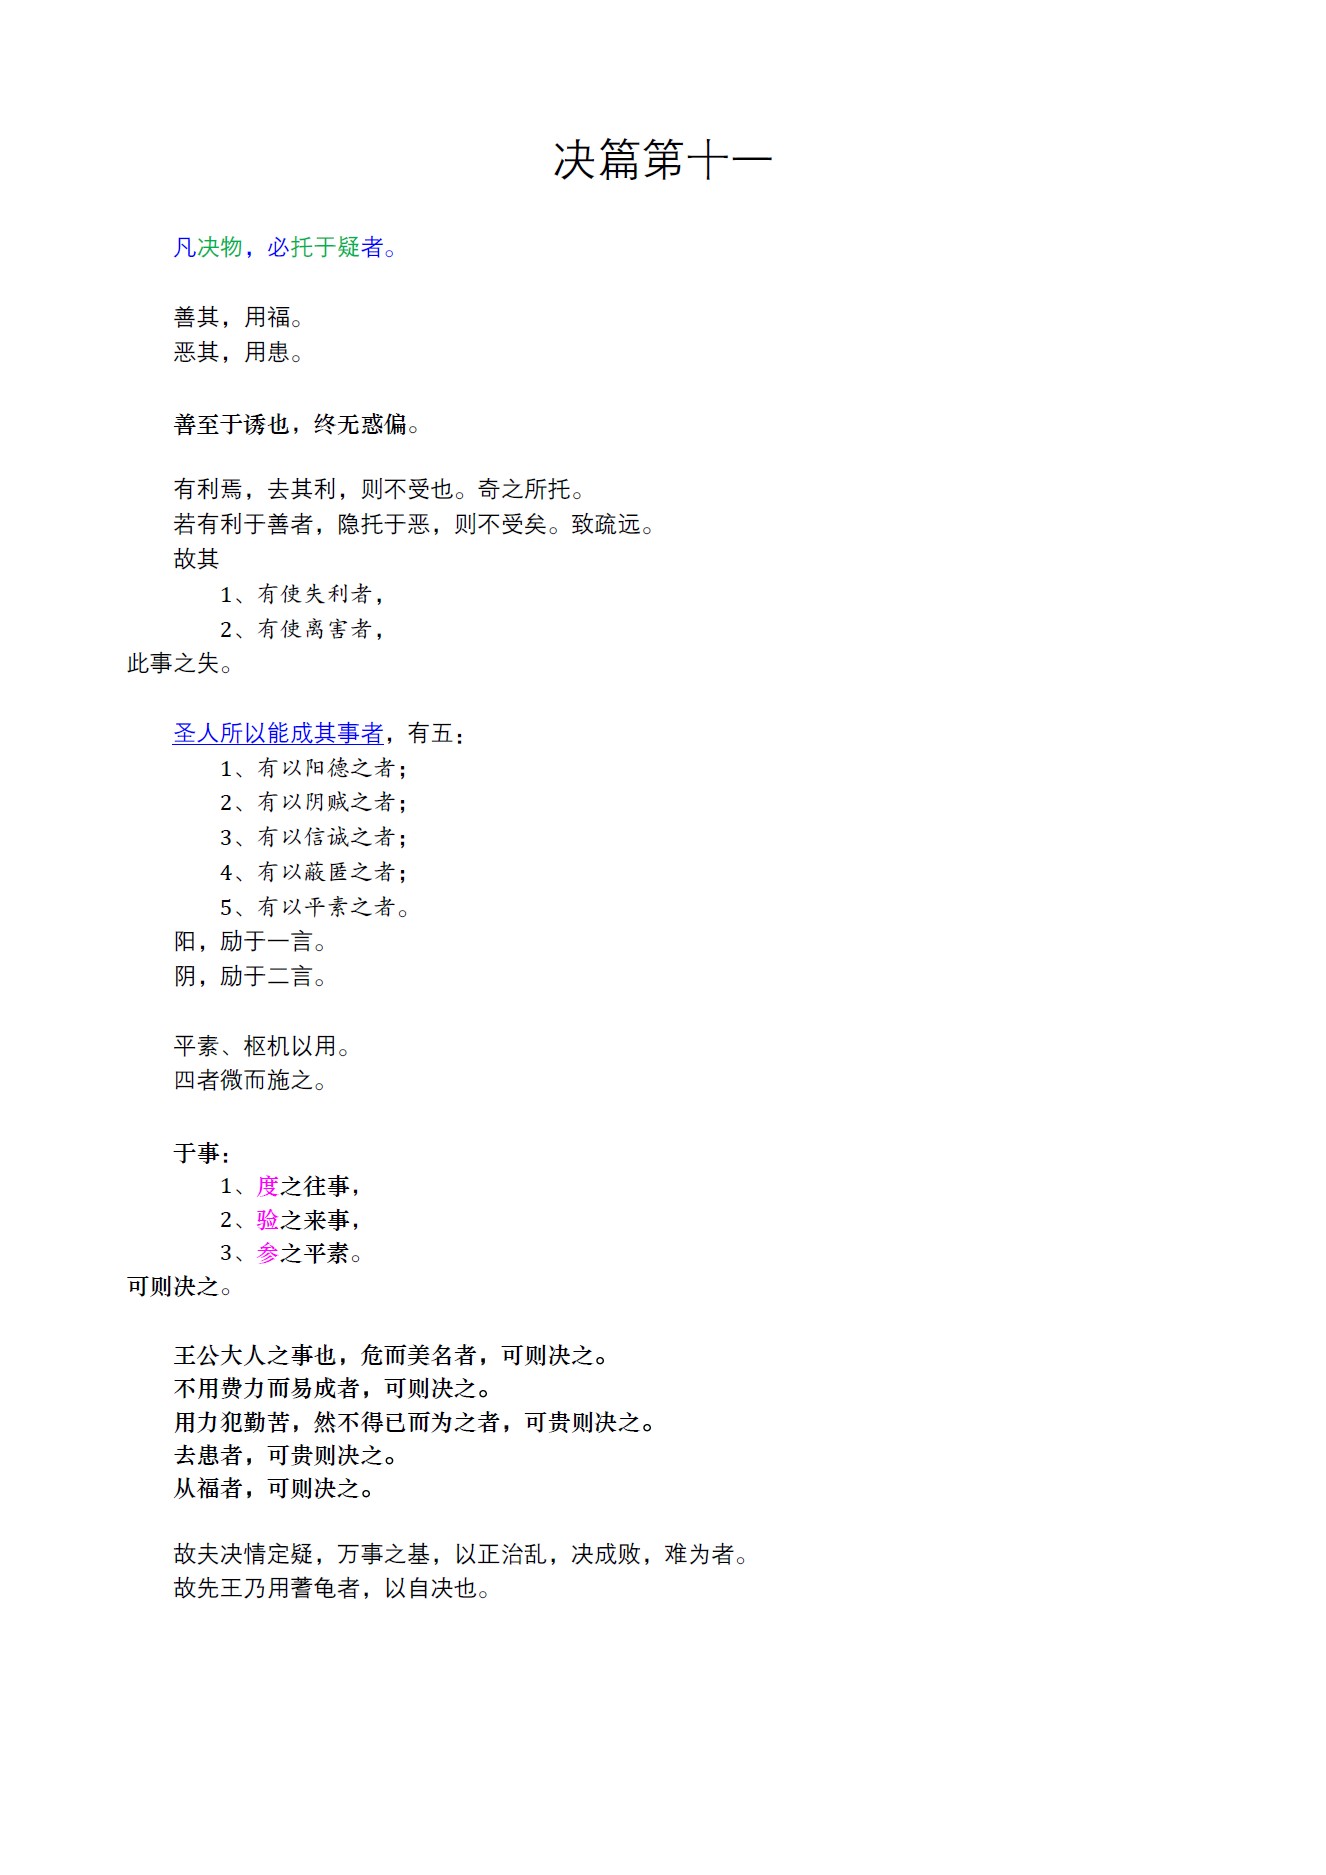 决篇第十一
凡决物，必托于疑者。
善其，用福。
恶其，用患。
善至于诱也，终无惑偏。
有利焉，去其利，则不受也。奇之所托。
若有利于善者，隐托于恶，则不受矣。致疏远。
故其
1、有使失利者，
2、有使离害者，
此事之失。
圣人所以能成其事者，有五：
1、有以阳德之者；
2、有以阴贼之者；
3、有以信诚之者；
4、有以蔽匿之者；
5、有以平素之者。
阳，励于一言。
阴，励于二言。
平素、枢机以用。
四者微而施之。
于事：
1、度之往事，
2、验之来事，
3、参之平素。
可则决之。
王公大人之事也，危而美名者，可则决之。
不用费力而易成者，可则决之。
用力犯勤苦，然不得已而为之者，可贵则决之。
去患者，可贵则决之。
从福者，可则决之。
故夫决情定疑，万事之基，以正治乱，决成败，难为者。
故先王乃用蓍龟者，以自决也。